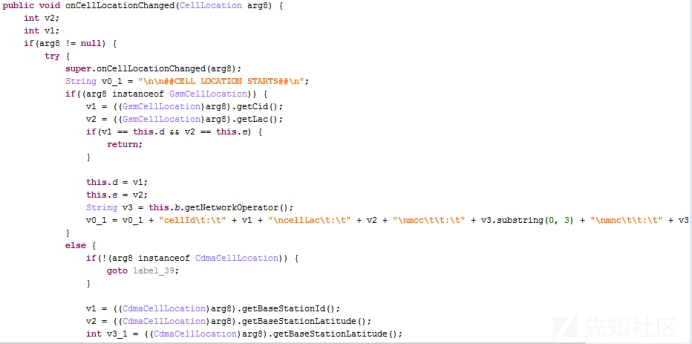 public void onCellLocationChanged(CellLocation arg8) {
int v2;
int v1;
if(arg8 != null) {
try {
super.onCellLocationChanged(arg8);
String v0_1 = "\n\n##CELL LOCATION STARTS##\n";
if((arg8 instanceof GsmCellLocation)) {
v1 = ((GsmCellLocation)arg8).getCid();
v2 = ((GsmCellLocation)arg8).getLac();
if(v1 == this.d && v2 == this.e) {
return;
}
this.d = v1;
this.e = v2;
String v3 = this.b.getNetworkOperator();
v0_1 = v0_1 + "cellId\t:\t" + v1 + "\ncellLac\t:\t" + v2 + "\nmcc\t\t:\t" + v3.substring(0, 3) + "\nmnc\t\t:\t" + v3
}
else {
if(!(arg8 instanceof CdmaCellLocation)) {
goto label_39;
}
v1 = ((CdmaCellLocation)arg8).getBaseStationId();
v2 = ((CdmaCellLocation)arg8).getBaseStationLatitude();
int v3_1 = ((CdmaCellLocation)arg8).getBaseStationLatitude();
先知社区